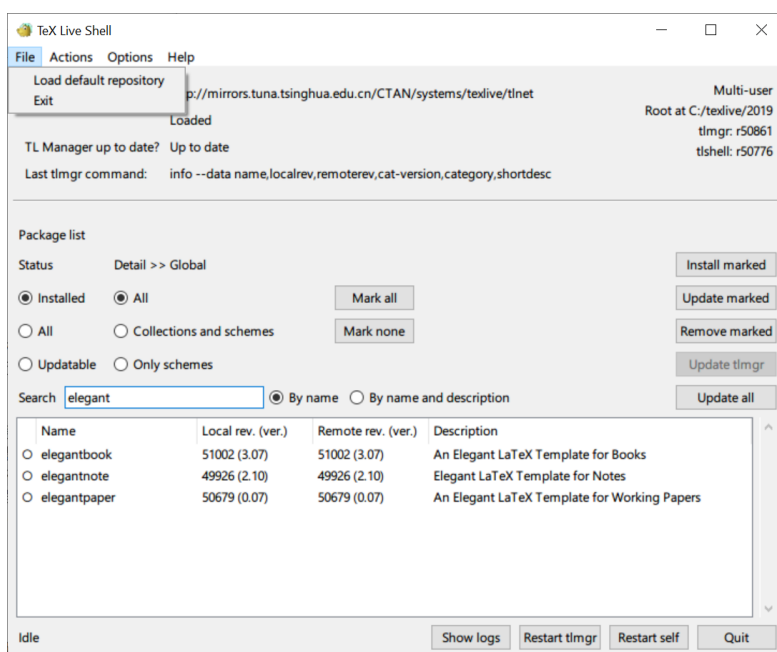 TeX Live Shell
File Actions Options Help
Load default repository
Exit
p://mirrors.tuna.tsinghua.edu.cn/CTAN/systems/texlive/tlnet
Multi-user
Root at C:/texlive/2019
Loaded
tlmgr: r50861
TL Manager up to date? Up to date
tlshell: r50776
Last tlmgr command: info --data name,localrev,remoterev,cat-version,category,shortdesc
Package list
Status Detail >> Global Install marked
Installed All Mark all Update marked
All Collections and schemes Mark none Remove marked
Updatable Only schemes Update tlmgr
Search elegant By name By name and description Update all
Name Local rev. (ver.) Remote rev. (ver.) Description
elegantbook 51002 (3.07) 51002 (3.07) An Elegant LaTeX Template for Books
elegantnote 49926 (2.10) 49926 (2.10) Elegant LaTeX Template for Notes
elegantpaper 50679 (0.07) 50679 (0.07) An Elegant LaTeX Template for Working Papers
Idle Show logs Restart tlmgr Restart self Quit